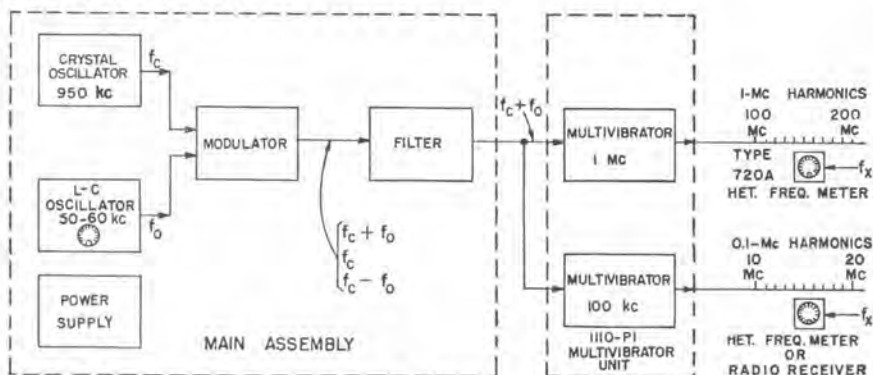 CRYSTAL
OSCILLATOR
950 kc
fc
L-C
OSCILLATOR
50-60 kc
fo
POWER
SUPPLY
MODULATOR
fc + fo
fc
fc - fo
FILTER
MAIN ASSEMBLY
fc+fo
MULTIVIBRATOR
1 MC
MULTIVIBRATOR
100 kc
1110-P1
MULTIVIBRATOR
UNIT
1-Mc HARMONICS
100 200
Mc Mc
TYPE
720A
fx
HET. FREQ. METER
0.1-Mc HARMONICS
10 20
Mc Mc
fx
HET. FREQ. METER
OR
RADIO RECEIVER